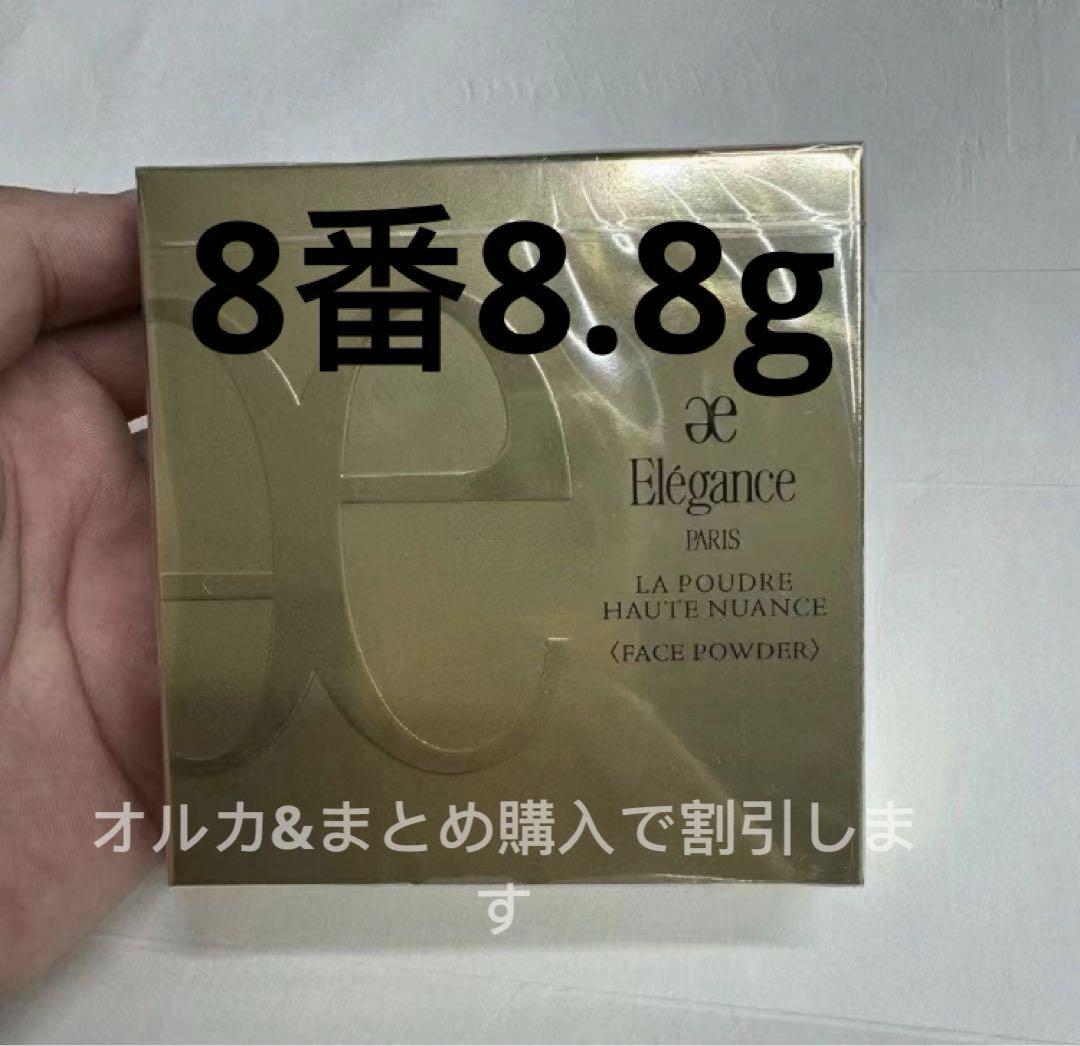 8番8.8g
æ
Elégance
PARIS
LA POUDRE
HAUTE NUANCE
〈FACE POWDER〉
オルカ&まとめ購入で割引しま
す